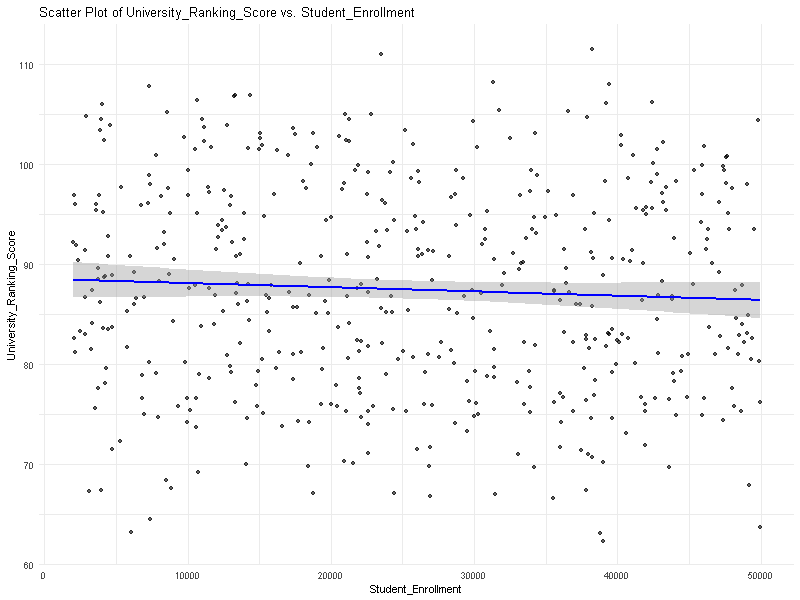 Scatter Plot of University_Ranking_Score vs. Student_Enrollment
University_Ranking_Score
110
100
90
80
70
60
0 10000 20000 30000 40000 50000
Student_Enrollment